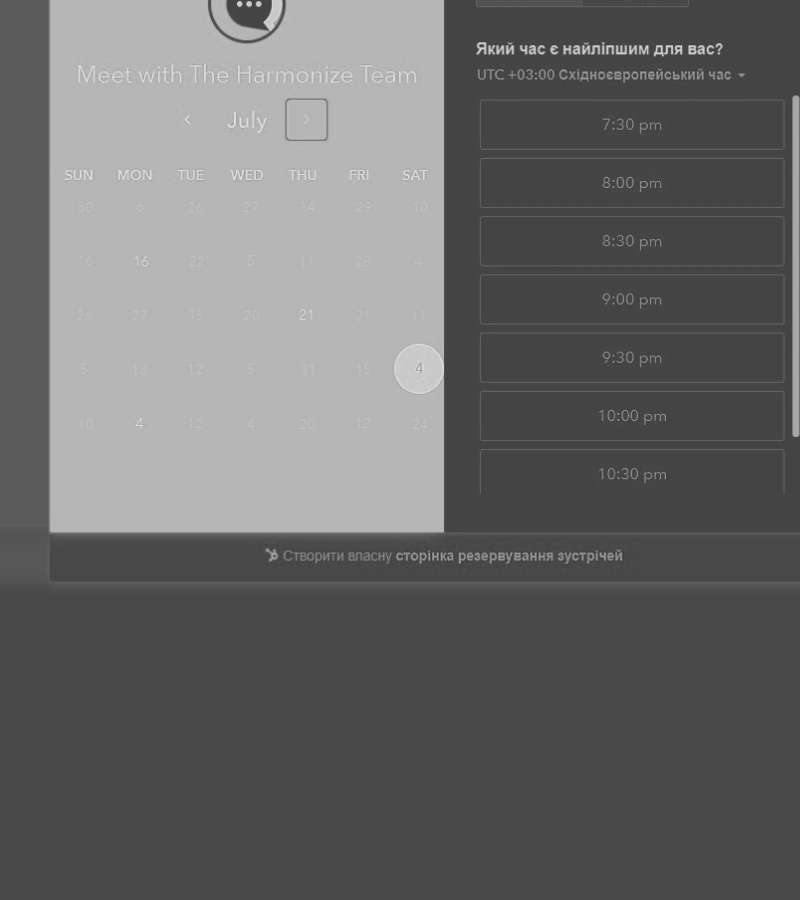 Meet with The Harmonize Team
July
SUN MON TUE WED THU FRI SAT
30 6 26 27 14 29 10
16 16 22 5 11 28 4
26 27 15 20 21 21 11
5 13 12 5 31 15 4
10 4 12 4 20 12 24
Який час є найліпшим для вас?
UTC +03:00 Східноєвропейський час
7:30 pm
8:00 pm
8:30 pm
9:00 pm
9:30 pm
10:00 pm
10:30 pm
Створити власну сторінка резервування зустрічей